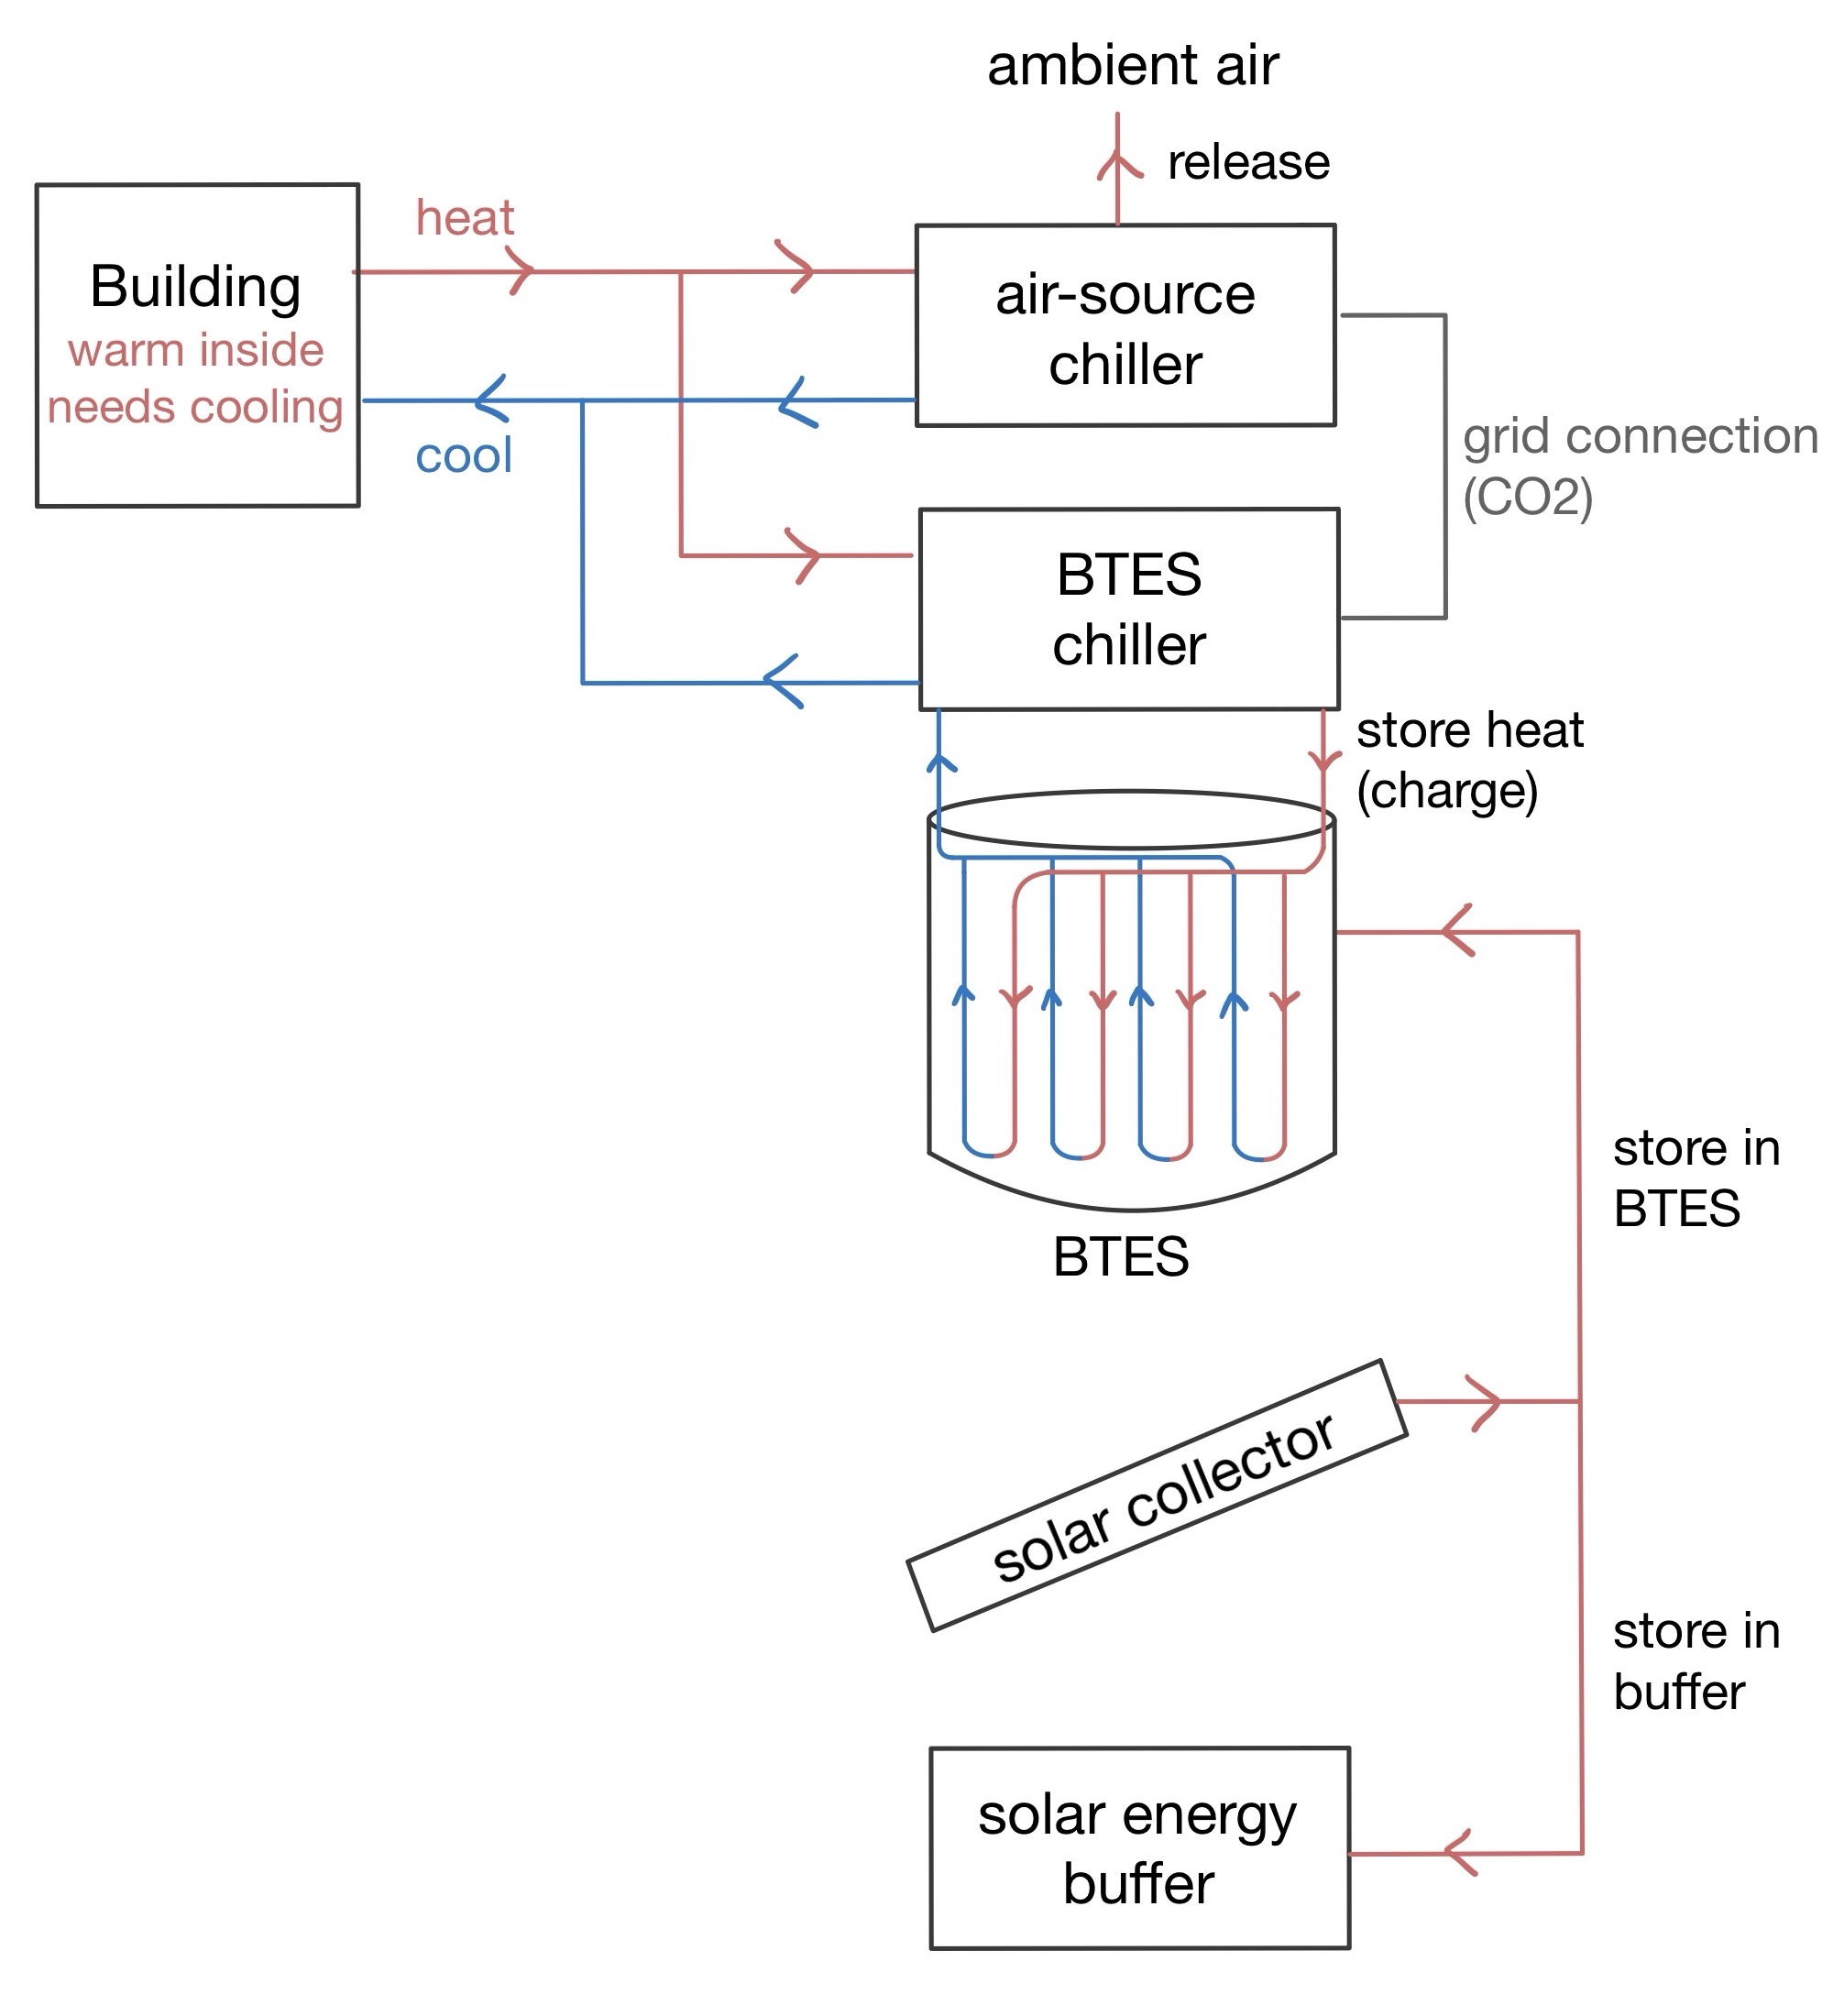 ambient air
release
heat
Building
warm inside
needs cooling
cool
air-source
chiller
grid connection
(CO2)
BTES
chiller
store heat
(charge)
BTES
store in
BTES
solar collector
store in
buffer
solar energy
buffer